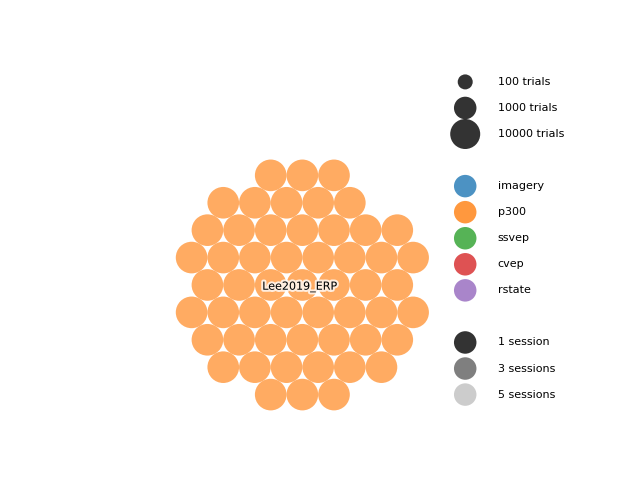 100 trials
1000 trials
10000 trials
imagery
p300
ssvep
cvep
rstate
1 session
3 sessions
5 sessions
Lee2019_ERP